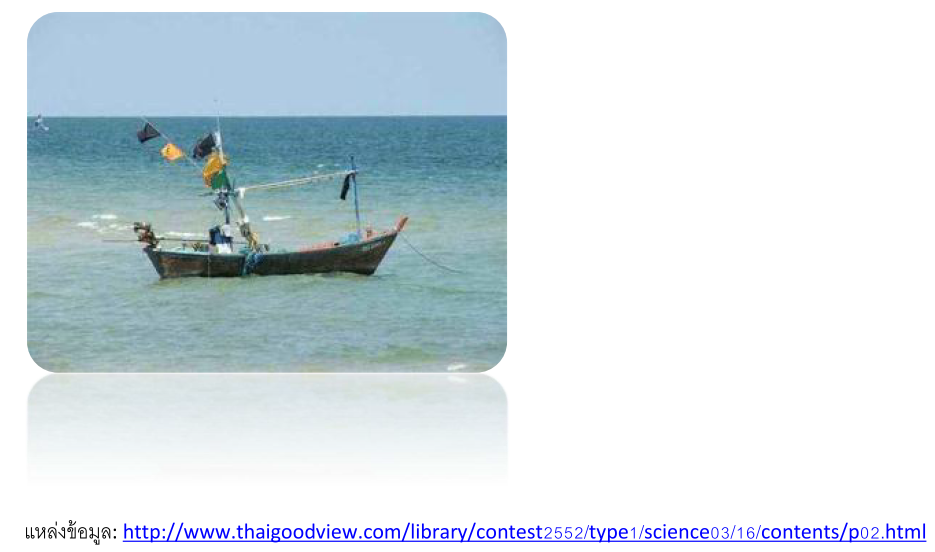 แหล่งข้อมูล: http://www.thaigoodview.com/library/contest2552/type1/science03/16/contents/p02.html